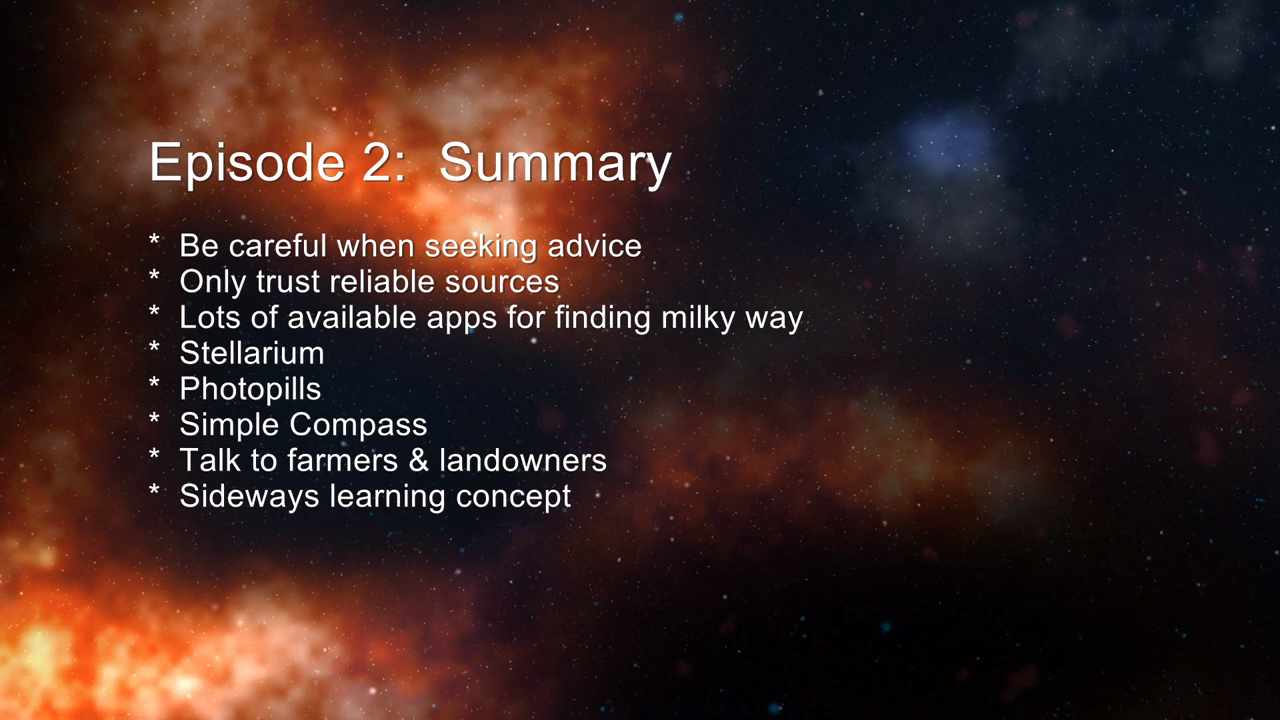 Episode 2:  Summary
*  Be careful when seeking advice
*  Only trust reliable sources
*  Lots of available apps for finding milky way
*  Stellarium
*  Photopills
*  Simple Compass
*  Talk to farmers & landowners
*  Sideways learning concept